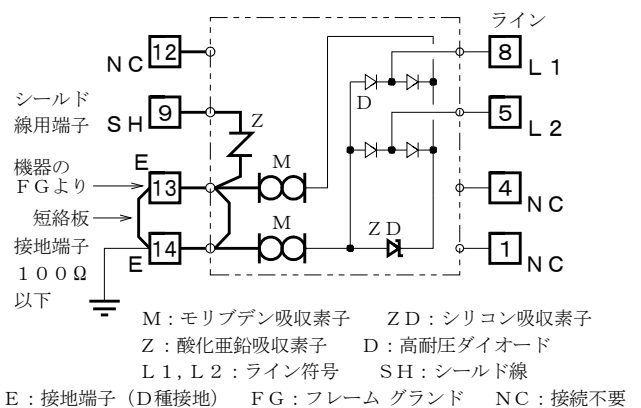 ライン
12
NC
8
L1
シールド
線用端子
SH
9
Z
D
5
L2
機器の
FGより
E
13
M
4
NC
短絡板
M
ZD
接地端子
100Ω
以下
E
14
1
NC
M:モリブデン吸収素子 ZD:シリコン吸収素子
Z:酸化亜鉛吸収素子 D:高耐圧ダイオード
L1,L2:ライン符号 SH:シールド線
E:接地端子(D種接地) FG:フレーム グランド NC:接続不要